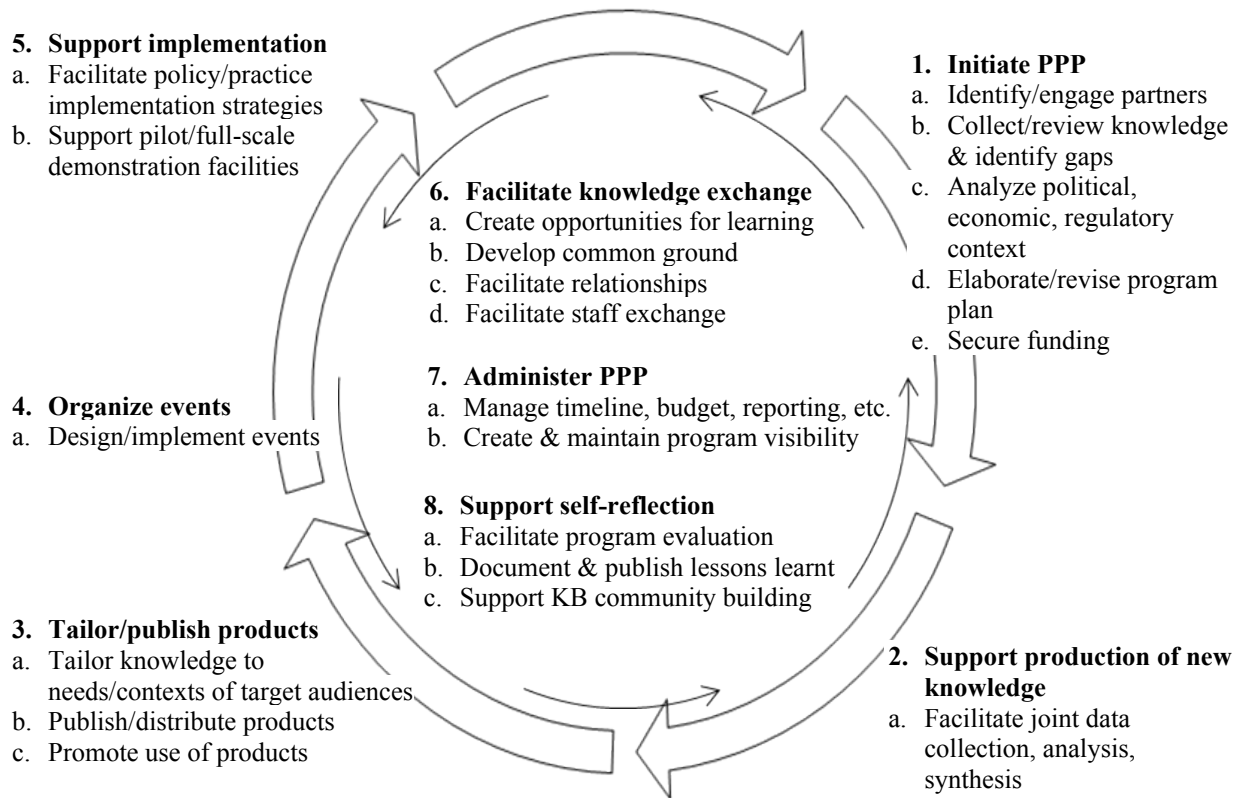 5. Support implementation
a. Facilitate policy/practice
implementation strategies
b. Support pilot/full-scale
demonstration facilities
1. Initiate PPP
a. Identify/engage partners
b. Collect/review knowledge
& identify gaps
c. Analyze political,
economic, regulatory
context
d. Elaborate/revise program
plan
e. Secure funding
6. Facilitate knowledge exchange
a. Create opportunities for learning
b. Develop common ground
c. Facilitate relationships
d. Facilitate staff exchange
7. Administer PPP
a. Manage timeline, budget, reporting, etc.
b. Create & maintain program visibility
4. Organize events
a. Design/implement events
8. Support self-reflection
a. Facilitate program evaluation
b. Document & publish lessons learnt
c. Support KB community building
3. Tailor/publish products
a. Tailor knowledge to
needs/contexts of target audiences
b. Publish/distribute products
c. Promote use of products
2. Support production of new
knowledge
a. Facilitate joint data
collection, analysis,
synthesis